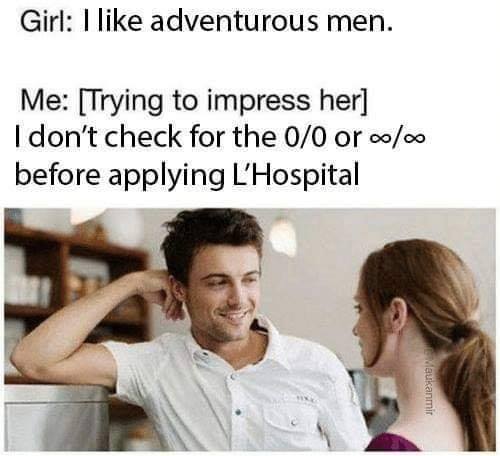 Girl: I like adventurous men.
Me: [Trying to impress her]
I don't check for the 0/0 or ∞/∞
before applying L'Hospital